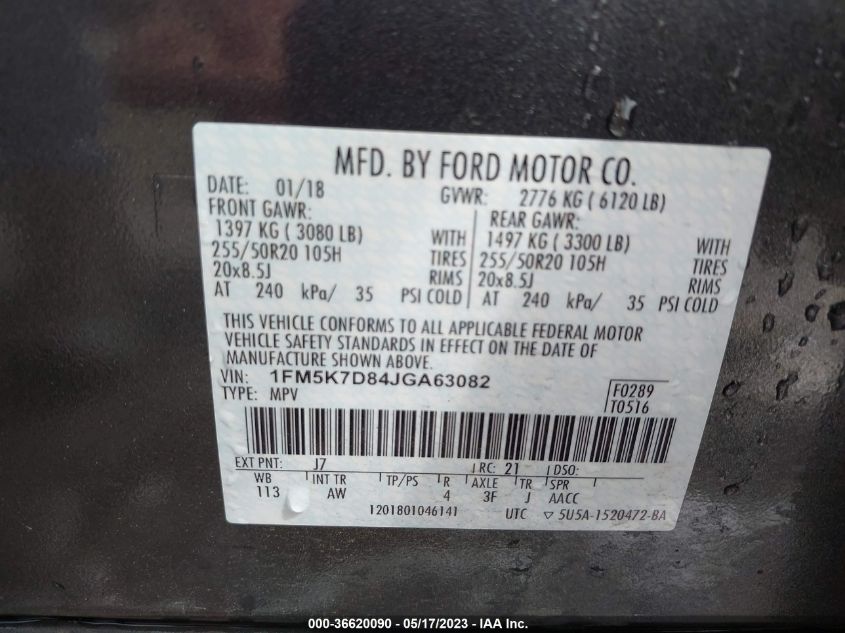 MFD. BY FORD MOTOR CO.
DATE: 01/18 GVWR: 2776 KG ( 6120 LB)
FRONT GAWR: REAR GAWR:
1397 KG ( 3080 LB) WITH 1497 KG ( 3300 LB) WITH
255/50R20 105H TIRES 255/50R20 105H TIRES
20x8.5J RIMS 20x8.5J RIMS
AT 240 kPa/ 35 PSI COLD AT 240 kPa/ 35 PSI COLD
THIS VEHICLE CONFORMS TO ALL APPLICABLE FEDERAL MOTOR
VEHICLE SAFETY STANDARDS IN EFFECT ON THE DATE OF
MANUFACTURE SHOWN ABOVE.
VIN: 1FM5K7D84JGA63082 F0289
TYPE: MPV T0516
EXT PNT: J7 RC: 21 DSO:
WB INT TR TP/PS R AXLE TR SPR
113 AW 4 3F J AACC
1201801046141 UTC ▽ 5U5A-1520472-BA
000-36620090 - 05/17/2023 - IAA Inc.